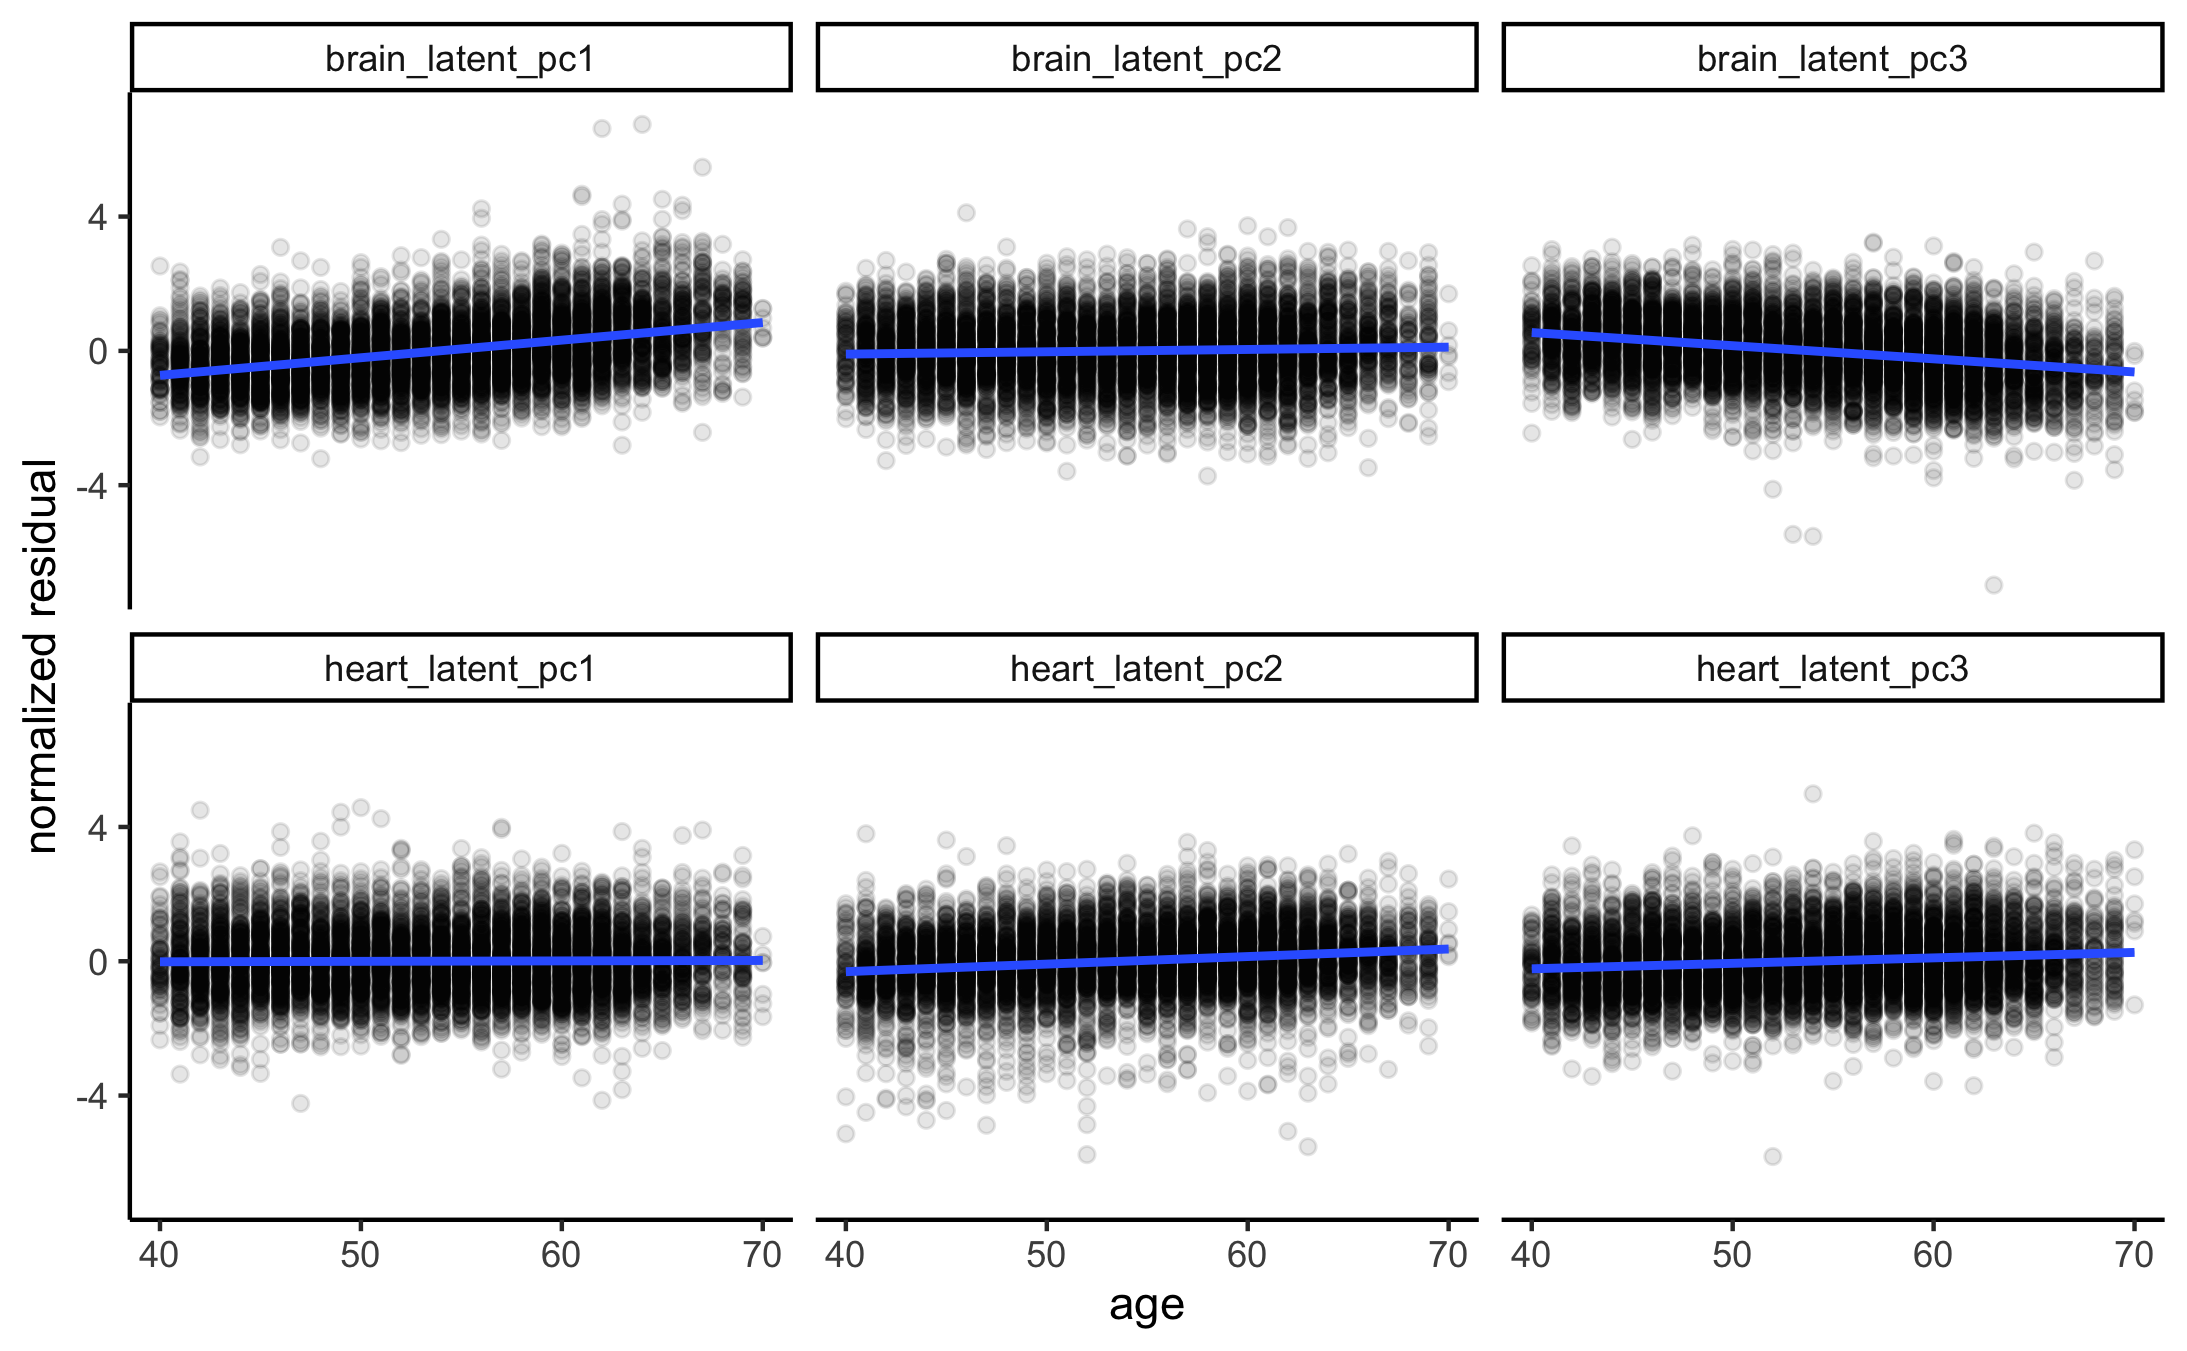 brain_latent_pc1
brain_latent_pc2
brain_latent_pc3
4
0
-4
normalized residual
heart_latent_pc1
heart_latent_pc2
heart_latent_pc3
4
0
-4
40 50 60 70
40 50 60 70
40 50 60 70
age